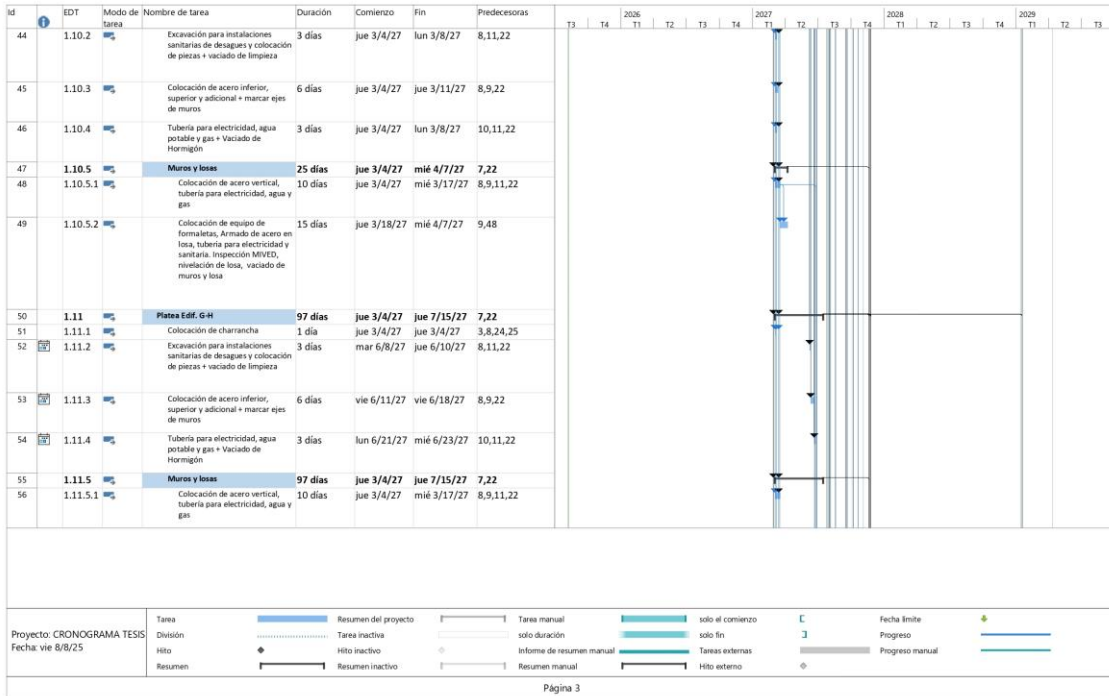 Id EDT Modo de Nombre de tarea Duración Comienzo Fin Predecesoras
tarea
2026 2027 2028 2029
T3 T4 T1 T2 T3 T4 T1 T2 T3 T4 T1 T2 T3 T4 T1 T2 T3
44 1.10.2 Excavación para instalaciones 3 días jue 3/4/27 lun 3/8/27 8,11,22
sanitarias de desagues y colocación
de piezas + vaciado de limpieza
45 1.10.3 Colocación de acero inferior, 6 días jue 3/4/27 jue 3/11/27 8,9,22
superior y adicional + marcar ejes
de muros
46 1.10.4 Tubería para electricidad, agua 3 días jue 3/4/27 lun 3/8/27 10,11,22
potable y gas + Vaciado de
Hormigón
47 1.10.5 Muros y losas 25 días jue 3/4/27 mié 4/7/27 7,22
48 1.10.5.1 Colocación de acero vertical, 10 días jue 3/4/27 mié 3/17/27 8,9,11,22
tubería para electricidad, agua y
gas
49 1.10.5.2 Colocación de equipo de 15 días jue 3/18/27 mié 4/7/27 9,48
formaletas, Armado de acero en
losa, tubería para electricidad y
sanitaria. Inspección MIVED,
nivelación de losa, vaciado de
muros y losa
50 1.11 Platea Edif. G-H 97 días jue 3/4/27 jue 7/15/27 7,22
51 1.11.1 Colocación de charrancha 1 día jue 3/4/27 jue 3/4/27 3,8,24,25
52 1.11.2 Excavación para instalaciones 3 días mar 6/8/27 jue 6/10/27 8,11,22
sanitarias de desagues y colocación
de piezas + vaciado de limpieza
53 1.11.3 Colocación de acero inferior, 6 días vie 6/11/27 vie 6/18/27 8,9,22
superior y adicional + marcar ejes
de muros
54 1.11.4 Tubería para electricidad, agua 3 días lun 6/21/27 mié 6/23/27 10,11,22
potable y gas + Vaciado de
Hormigón
55 1.11.5 Muros y losas 97 días jue 3/4/27 jue 7/15/27 7,22
56 1.11.5.1 Colocación de acero vertical, 10 días jue 3/4/27 mié 3/17/27 8,9,11,22
tubería para electricidad, agua y
gas
Proyecto: CRONOGRAMA TESIS
Fecha: vie 8/8/25
Tarea Resumen del proyecto Tarea manual solo el comienzo Fecha límite
División Tarea inactiva solo duración solo fin Progreso
Hito Hito inactivo Informe de resumen manual Tareas externas Progreso manual
Resumen Resumen inactivo Resumen manual Hito externo
Página 3